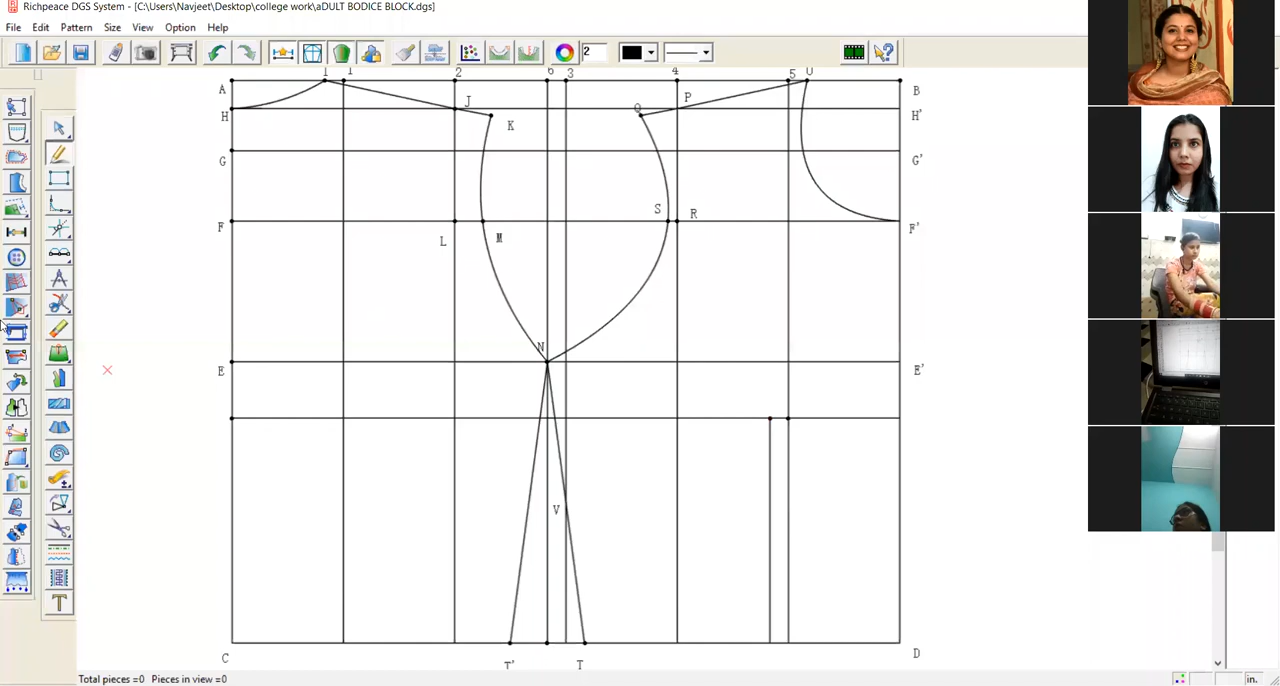 Richpeace DGS System - [C:\Users\Navjeet\Desktop\college work\aDULT BODICE BLOCK.dgs]
File Edit Pattern Size View Option Help
2
A 1 2 6 3 4 5 U B
H J K Q P H'
G G'
F L M S R F'
N
E E'
V
C T' T D
Total pieces =0 Pieces in view =0 in.